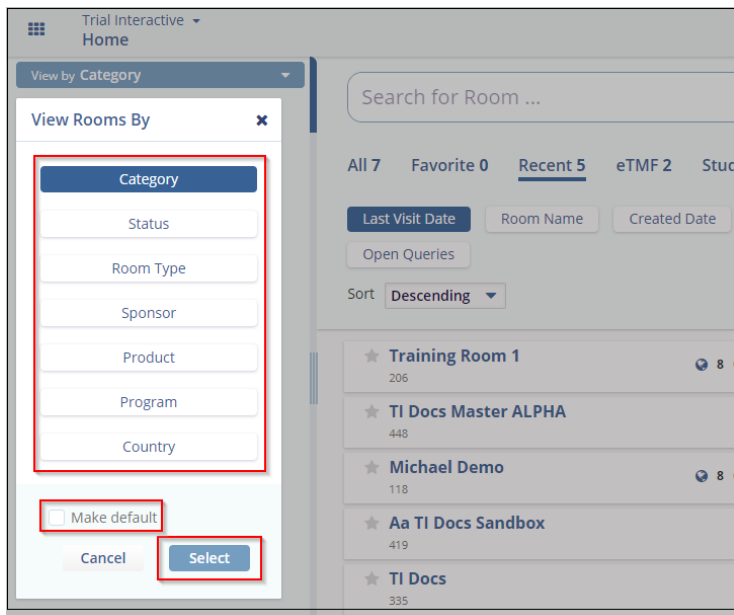 Trial Interactive
Home
View by Category
View Rooms By
Category
Status
Room Type
Sponsor
Product
Program
Country
Make default
Cancel Select
Search for Room ...
All 7 Favorite 0 Recent 5 eTMF 2
Last Visit Date Room Name Created Date
Open Queries
Sort Descending
Training Room 1
206
8
TI Docs Master ALPHA
448
Michael Demo
118
8
Aa TI Docs Sandbox
419
TI Docs
335